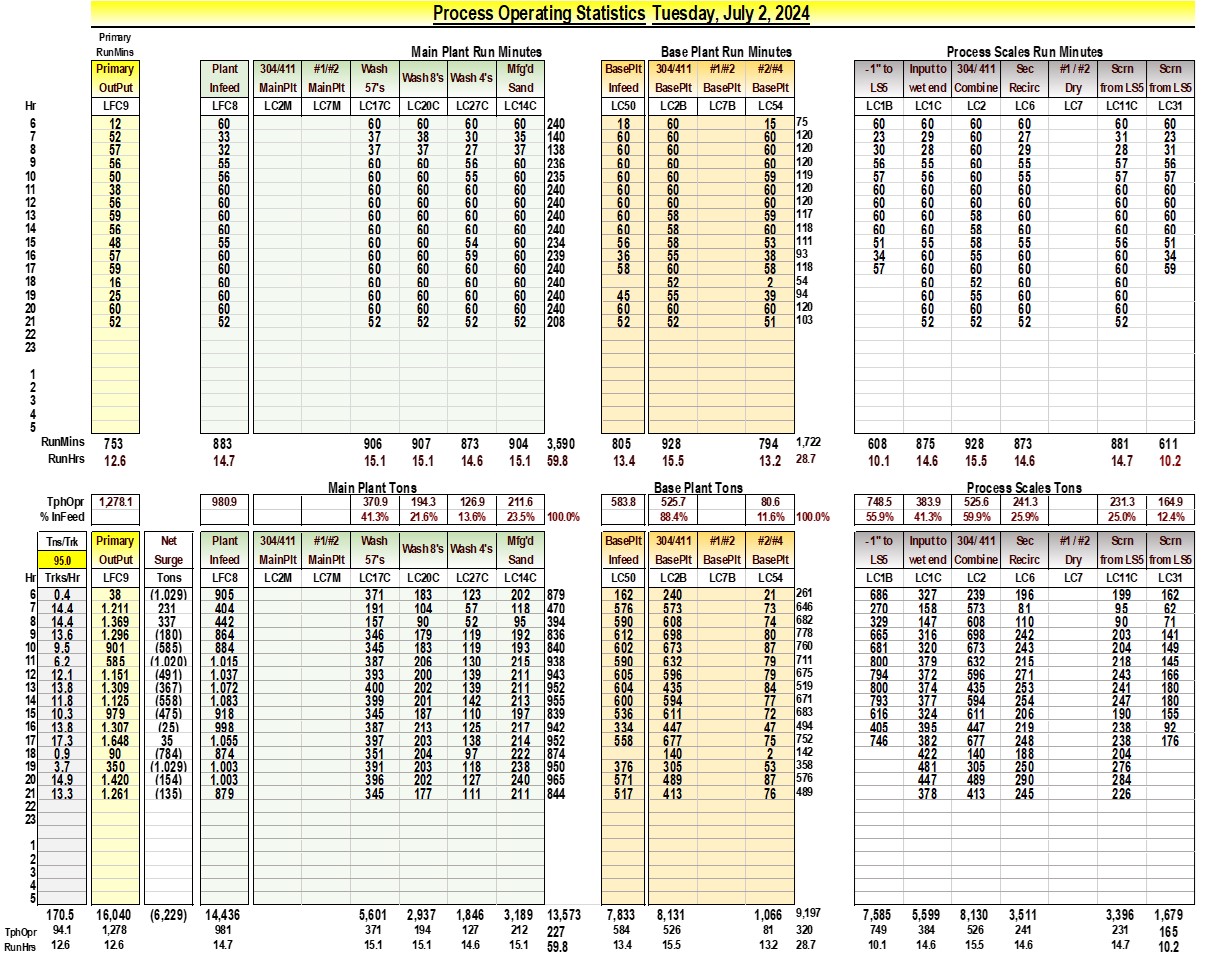 Process Operating Statistics Tuesday, July 2, 2024
Primary
RunMins Main Plant Run Minutes Base Plant Run Minutes Process Scales Run Minutes
Primary Plant 304/411 #1/#2 Wash Wash 8's Wash 4's Mfg'd BasePlt 304/411 #1/#2 #2/#4 -1" to Input to 304/411 Sec #1/#2 Scrn Scrn
OutPut Infeed MainPlt MainPlt 57's Sand Infeed BasePlt BasePlt BasePlt LS5 wet end Combine Recirc Dry from LS5 from LS5
Hr LFC9 LFC8 LC2M LC7M LC17C LC20C LC27C LC14C LC50 LC2B LC7B LC54 LC1B LC1C LC2 LC6 LC7 LC11C LC31
6 12 60 60 60 60 60 240 18 60 15 75 60 60 60 60 60 60
7 52 33 37 38 30 35 140 60 60 60 120 23 29 60 27 31 23
8 57 32 37 37 27 37 138 60 60 60 120 30 28 60 29 28 31
9 56 55 60 60 56 60 236 60 60 60 120 56 55 60 55 57 56
10 50 56 60 60 55 60 235 60 60 59 119 57 56 60 55 57 57
11 38 60 60 60 60 60 240 60 60 60 120 60 60 60 60 60 60
12 56 60 60 60 60 60 240 60 60 60 120 60 60 60 60 60 60
13 59 60 60 60 60 60 240 60 58 59 117 60 60 58 60 60 60
14 56 60 60 60 60 60 240 60 58 60 118 60 60 58 60 60 60
15 48 55 60 60 54 60 234 56 58 53 111 51 55 58 55 56 51
16 57 60 60 60 59 60 239 36 55 38 93 34 60 55 60 60 34
17 59 60 60 60 60 60 240 58 60 58 118 57 60 60 60 60 59
18 16 60 60 60 60 60 240 52 2 54 60 52 60 60
19 25 60 60 60 60 60 240 45 55 39 94 60 55 60 60
20 60 60 60 60 60 60 240 60 60 60 120 60 60 60 60
21 52 52 52 52 52 52 208 52 52 51 103 52 52 52 52
22
23
1
2
3
4
5
RunMins 753 883 906 907 873 904 3,590 805 928 794 1,722 608 875 928 873 881 611
RunHrs 12.6 14.7 15.1 15.1 14.6 15.1 59.8 13.4 15.5 13.2 28.7 10.1 14.6 15.5 14.6 14.7 10.2
Main Plant Tons Base Plant Tons Process Scales Tons
TphOpr 1,278.1 980.9 370.9 194.3 126.9 211.6 583.8 525.7 80.6 748.5 383.9 525.6 241.3 231.3 164.9
% InFeed 41.3% 21.6% 13.6% 23.5% 100.0% 88.4% 11.6% 100.0% 55.9% 41.3% 59.9% 25.9% 25.0% 12.4%
Tns/Trk Primary Net Plant 304/411 #1/#2 Wash Wash 8's Wash 4's Mfg'd BasePlt 304/411 #1/#2 #2/#4 -1" to Input to 304/411 Sec #1/#2 Scrn Scrn
95.0 OutPut Surge Infeed MainPlt MainPlt 57's Sand Infeed BasePlt BasePlt BasePlt LS5 wet end Combine Recirc Dry from LS5 from LS5
Hr Trks/Hr LFC9 Tons LFC8 LC2M LC7M LC17C LC20C LC27C LC14C LC50 LC2B LC7B LC54 LC1B LC1C LC2 LC6 LC7 LC11C LC31
6 0.4 38 (1.029) 905 371 183 123 202 879 162 240 21 261 686 327 239 196 199 162
7 14.4 1.211 231 404 191 104 57 118 470 576 573 73 646 270 158 573 81 95 62
8 14.4 1.369 337 442 157 90 52 95 394 590 608 74 682 329 147 608 110 90 71
9 13.6 1.296 (180) 864 346 179 119 192 836 612 698 80 778 665 316 698 242 203 141
10 9.5 901 (585) 884 345 183 119 193 840 602 673 87 760 681 320 673 243 204 149
11 6.2 585 (1.020) 1.015 387 206 130 215 938 590 632 79 711 800 379 632 215 218 145
12 12.1 1.151 (491) 1.037 393 200 139 211 943 605 596 79 675 794 372 596 271 243 166
13 13.8 1.309 (367) 1.072 400 202 139 211 952 604 435 84 519 800 374 435 253 241 180
14 11.8 1.125 (558) 1.083 399 201 142 213 955 600 594 77 671 793 377 594 254 247 180
15 10.3 979 (475) 918 345 187 110 197 839 536 611 72 683 616 324 611 206 190 155
16 13.8 1.307 (25) 998 387 213 125 217 942 334 447 47 494 405 395 447 219 238 92
17 17.3 1.648 35 1.055 397 203 138 214 952 558 677 75 752 746 382 677 248 238 176
18 0.9 90 (784) 874 351 204 97 222 874 140 2 142 422 140 188 204
19 3.7 350 (1.029) 1.003 391 203 118 238 950 376 305 53 358 481 305 250 276
20 14.9 1.420 (154) 1.003 396 202 127 240 965 571 489 87 576 447 489 290 284
21 13.3 1.261 (135) 879 345 177 111 211 844 517 413 76 489 378 413 245 226
22
23
1
2
3
4
5
170.5 16,040 (6,229) 14,436 5,601 2,937 1,846 3,189 13,573 7,833 8,131 1,066 9,197 7,585 5,599 8,130 3,511 3,396 1,679
TphOpr 94.1 1,278 981 371 194 127 212 227 584 526 81 320 749 384 526 241 231 165
RunHrs 12.6 12.6 14.7 15.1 15.1 14.6 15.1 59.8 13.4 15.5 13.2 28.7 10.1 14.6 15.5 14.6 14.7 10.2